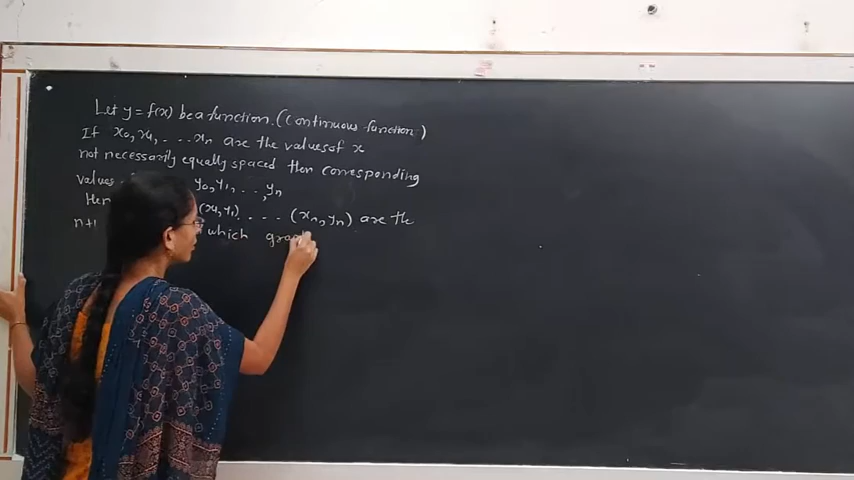 Let y = f(x) be a function. (Continuous function)
If x₀, x₁, . . . xₙ are the values of x
not necessarily equally spaced then corresponding
values y₀, y₁, . . . , yₙ
Hen (x₁, y₁) . . . . (xₙ, yₙ) are the
n+1 which gra